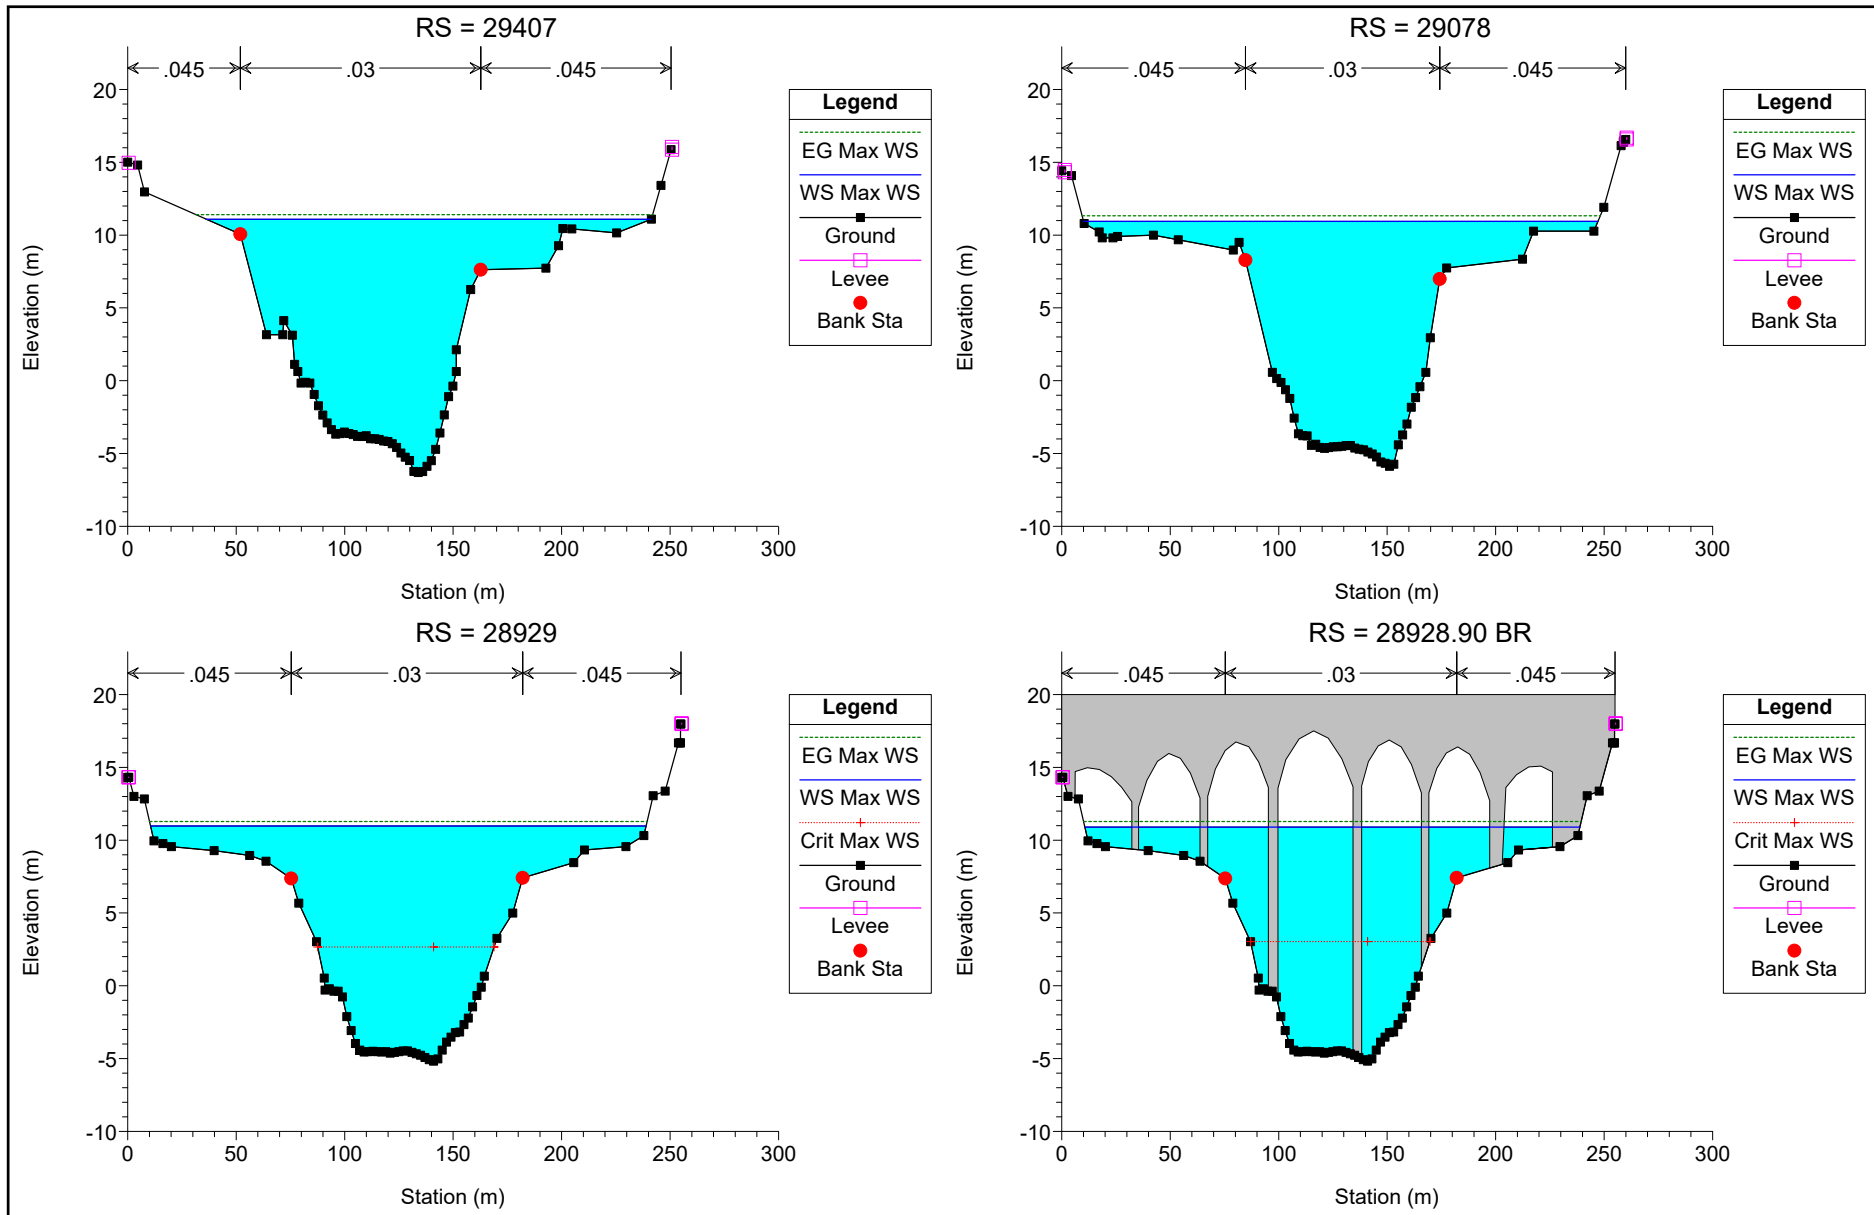 RS = 29407
.045 .03 .045
20
15
10
5
0
-5
-10
0 50 100 150 200 250 300
Elevation (m)
Station (m)
Legend
EG Max WS
WS Max WS
Ground
Levee
Bank Sta
RS = 29078
.045 .03 .045
20
15
10
5
0
-5
-10
0 50 100 150 200 250 300
Elevation (m)
Station (m)
Legend
EG Max WS
WS Max WS
Ground
Levee
Bank Sta
RS = 28929
.045 .03 .045
20
15
10
5
0
-5
-10
0 50 100 150 200 250 300
Elevation (m)
Station (m)
Legend
EG Max WS
WS Max WS
Crit Max WS
Ground
Levee
Bank Sta
RS = 28928.90 BR
.045 .03 .045
20
15
10
5
0
-5
-10
0 50 100 150 200 250 300
Elevation (m)
Station (m)
Legend
EG Max WS
WS Max WS
Crit Max WS
Ground
Levee
Bank Sta